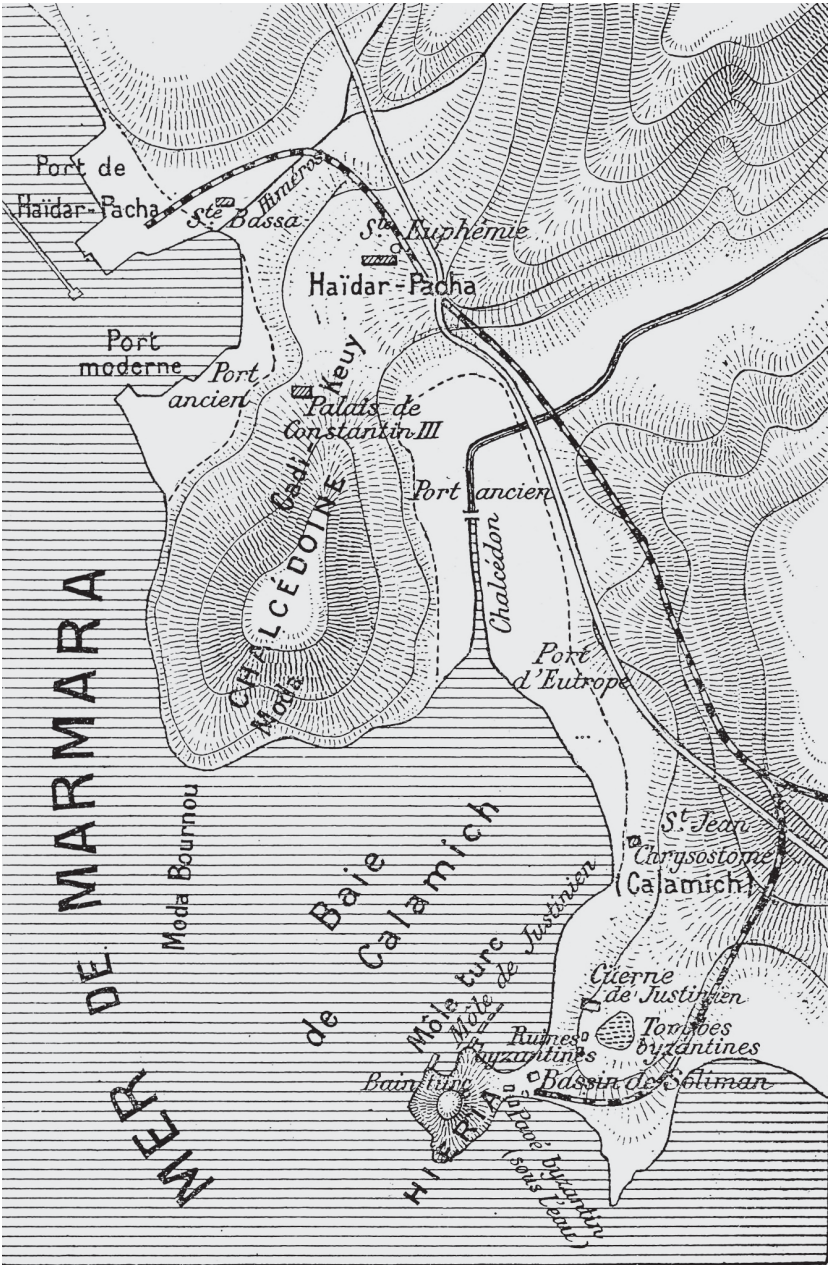 Port de
Haïdar-Pacha
Himéros
Ste Bassa
Ste Euphémie
Haïdar-Pacha
Port
moderne
Port
ancien
Cadi-Keuy
Palais de
Constantin III
Port ancien
CHALCÉDOINE
Moda
Chalcédon
Port
d'Eutrope
MER DE MARMARA
Moda Bournou
Baie
de
Calamich
St. Jean
Chrysostome
(Calamich)
Môle turc
Môle de Justinien
Citerne
de Justinien
Ruines
byzantines
Tombes
byzantines
Bain turc
Bassin de Soliman
HIERIA
Pavé byzantin
(sous l'eau)